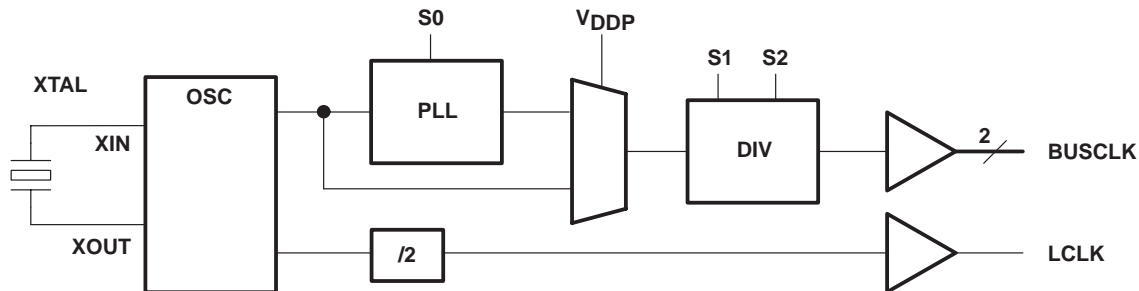 S0
VDDP
S1 S2
XTAL
OSC
PLL
XIN
DIV
2
BUSCLK
XOUT
/2
LCLK